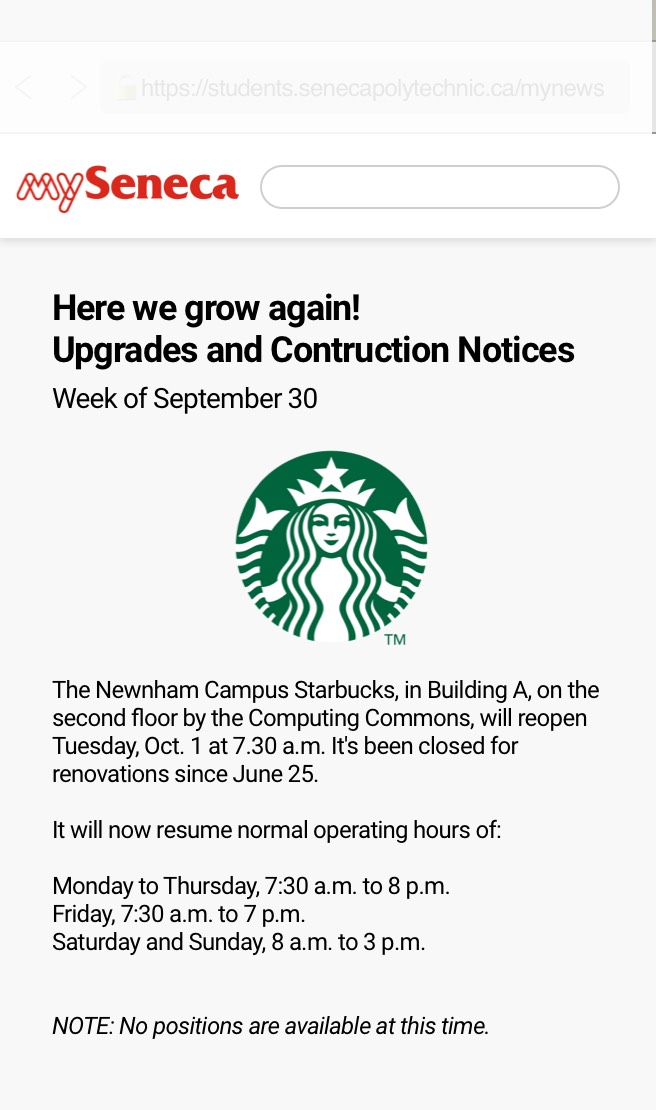 https://students.senecapolytechnic.ca/mynews
mySeneca
Here we grow again!
Upgrades and Contruction Notices
Week of September 30
TM
The Newnham Campus Starbucks, in Building A, on the
second floor by the Computing Commons, will reopen
Tuesday, Oct. 1 at 7.30 a.m. It's been closed for
renovations since June 25.
It will now resume normal operating hours of:
Monday to Thursday, 7:30 a.m. to 8 p.m.
Friday, 7:30 a.m. to 7 p.m.
Saturday and Sunday, 8 a.m. to 3 p.m.
NOTE: No positions are available at this time.